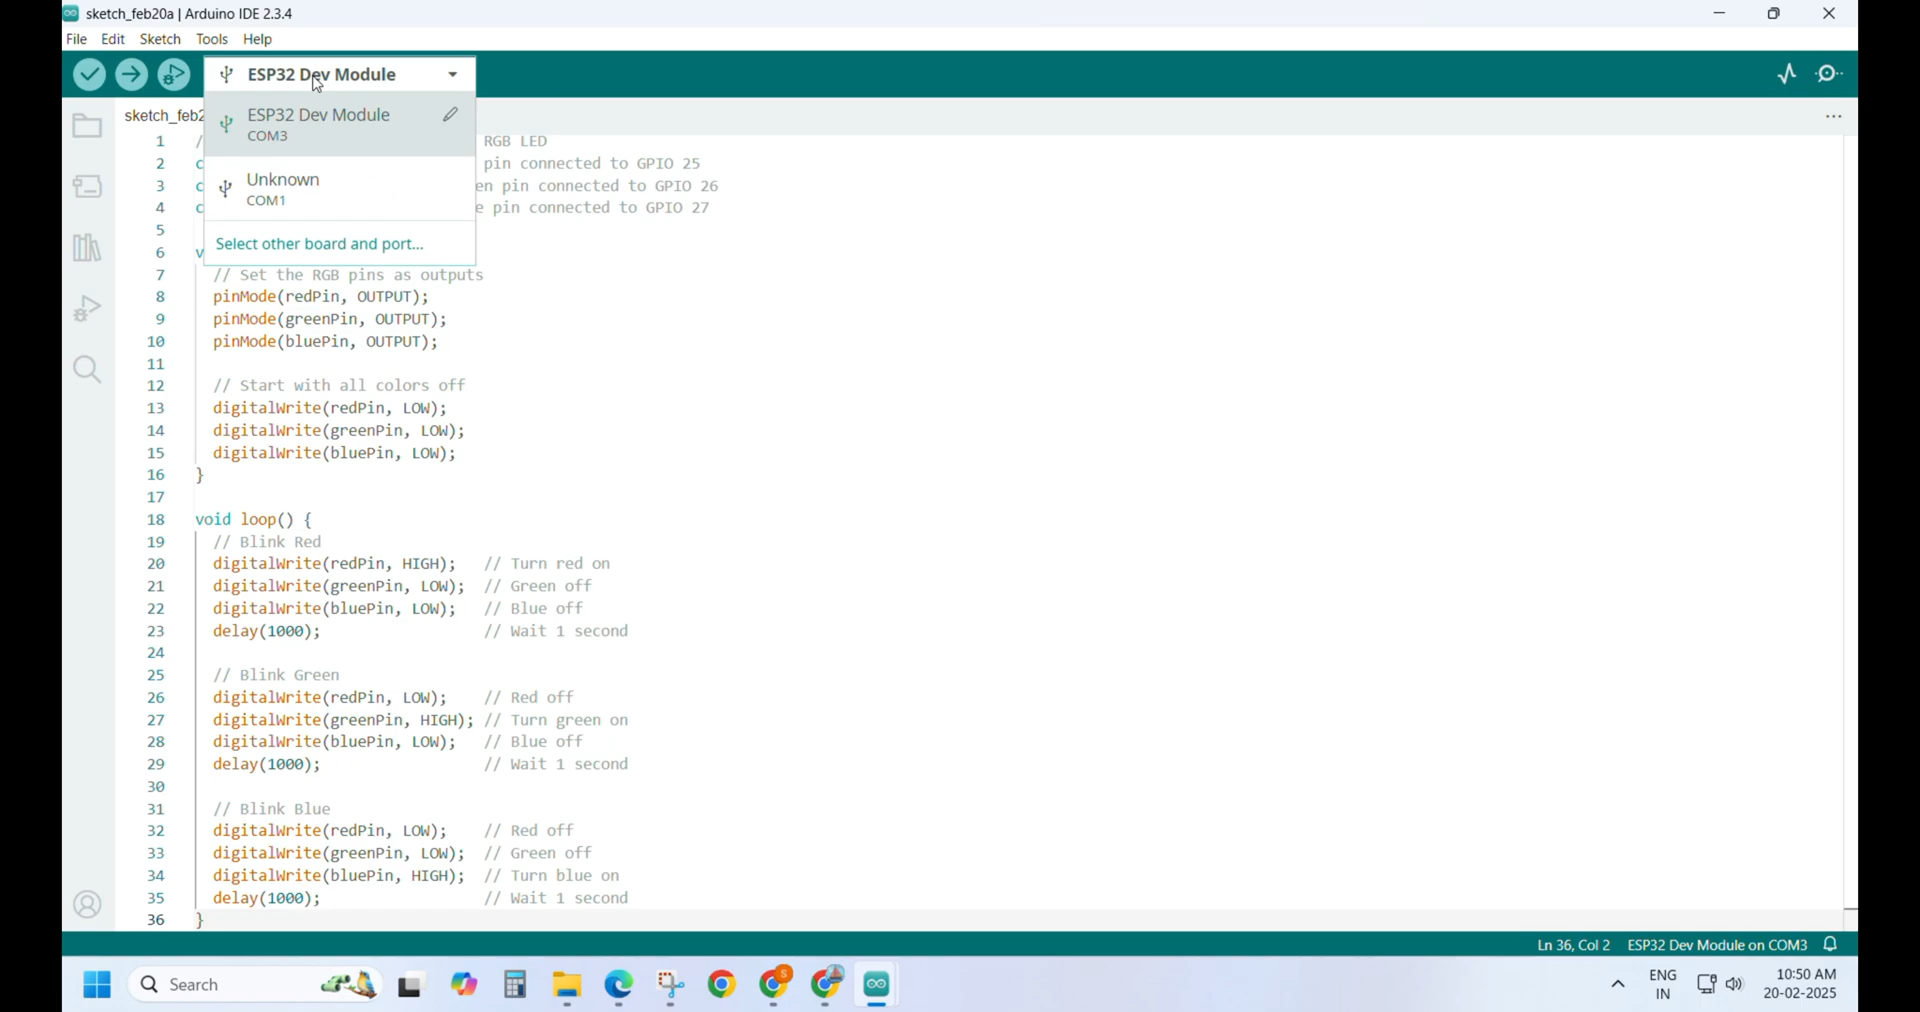 sketch_feb20a | Arduino IDE 2.3.4
File Edit Sketch Tools Help
ESP32 Dev Module
ESP32 Dev Module
COM3
Unknown
COM1
Select other board and port...
sketch_feb2
1 / RGB LED
2 c pin connected to GPIO 25
3 c en pin connected to GPIO 26
4 c e pin connected to GPIO 27
5
6 v
7 // Set the RGB pins as outputs
8 pinMode(redPin, OUTPUT);
9 pinMode(greenPin, OUTPUT);
10 pinMode(bluePin, OUTPUT);
11
12 // Start with all colors off
13 digitalWrite(redPin, LOW);
14 digitalWrite(greenPin, LOW);
15 digitalWrite(bluePin, LOW);
16 }
17
18 void loop() {
19 // Blink Red
20 digitalWrite(redPin, HIGH); // Turn red on
21 digitalWrite(greenPin, LOW); // Green off
22 digitalWrite(bluePin, LOW); // Blue off
23 delay(1000); // Wait 1 second
24
25 // Blink Green
26 digitalWrite(redPin, LOW); // Red off
27 digitalWrite(greenPin, HIGH); // Turn green on
28 digitalWrite(bluePin, LOW); // Blue off
29 delay(1000); // Wait 1 second
30
31 // Blink Blue
32 digitalWrite(redPin, LOW); // Red off
33 digitalWrite(greenPin, LOW); // Green off
34 digitalWrite(bluePin, HIGH); // Turn blue on
35 delay(1000); // Wait 1 second
36 }
Ln 36, Col 2 ESP32 Dev Module on COM3
Search
S
ENG
IN
10:50 AM
20-02-2025